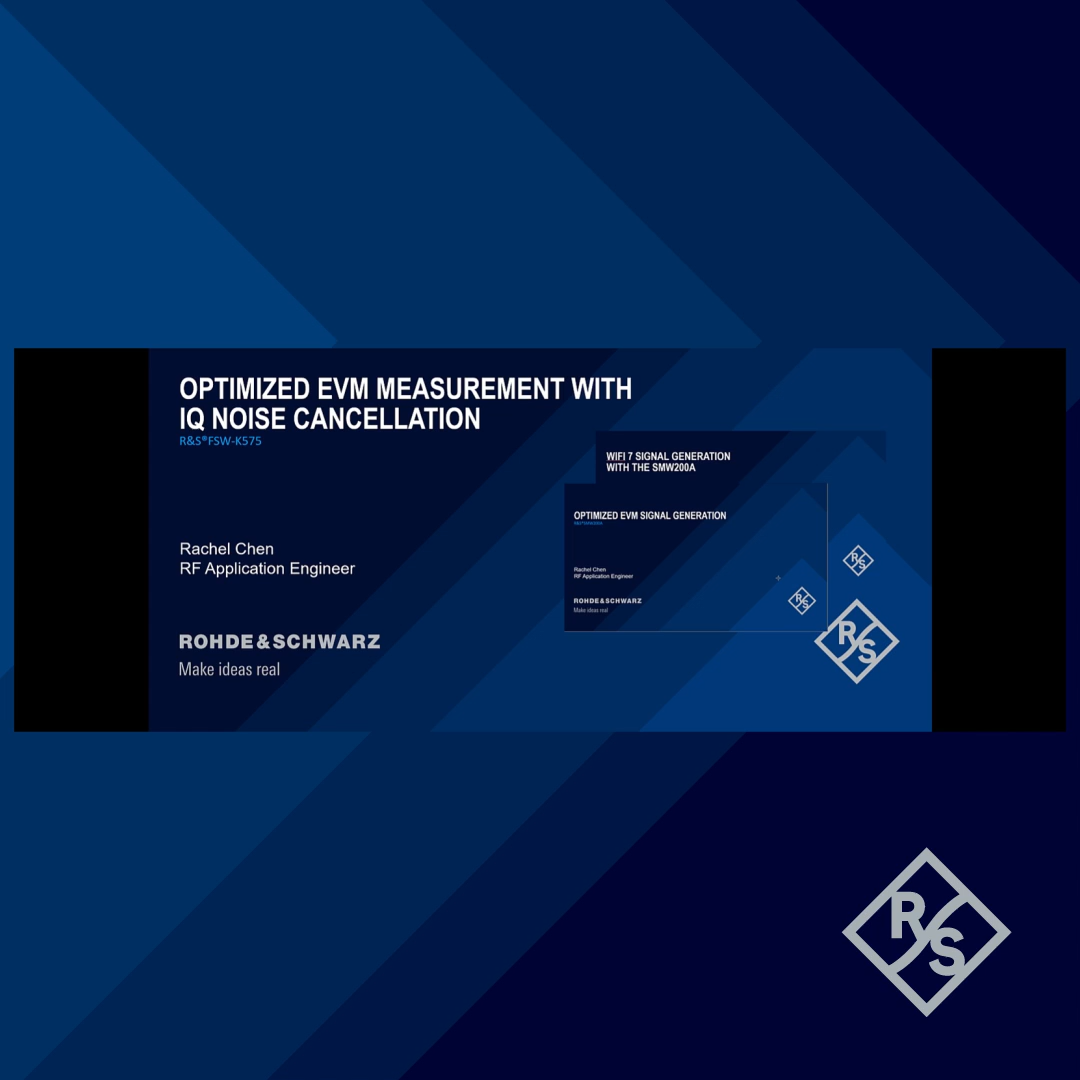 OPTIMIZED EVM MEASUREMENT WITH
IQ NOISE CANCELLATION
R&S®FSW-K575
WIFI 7 SIGNAL GENERATION
WITH THE SMW200A
OPTIMIZED EVM SIGNAL GENERATION
Rachel Chen
RF Application Engineer
ROHDE&SCHWARZ
Make ideas real
R S
R S
Rachel Chen
RF Application Engineer
ROHDE&SCHWARZ
Make ideas real
R S
R S